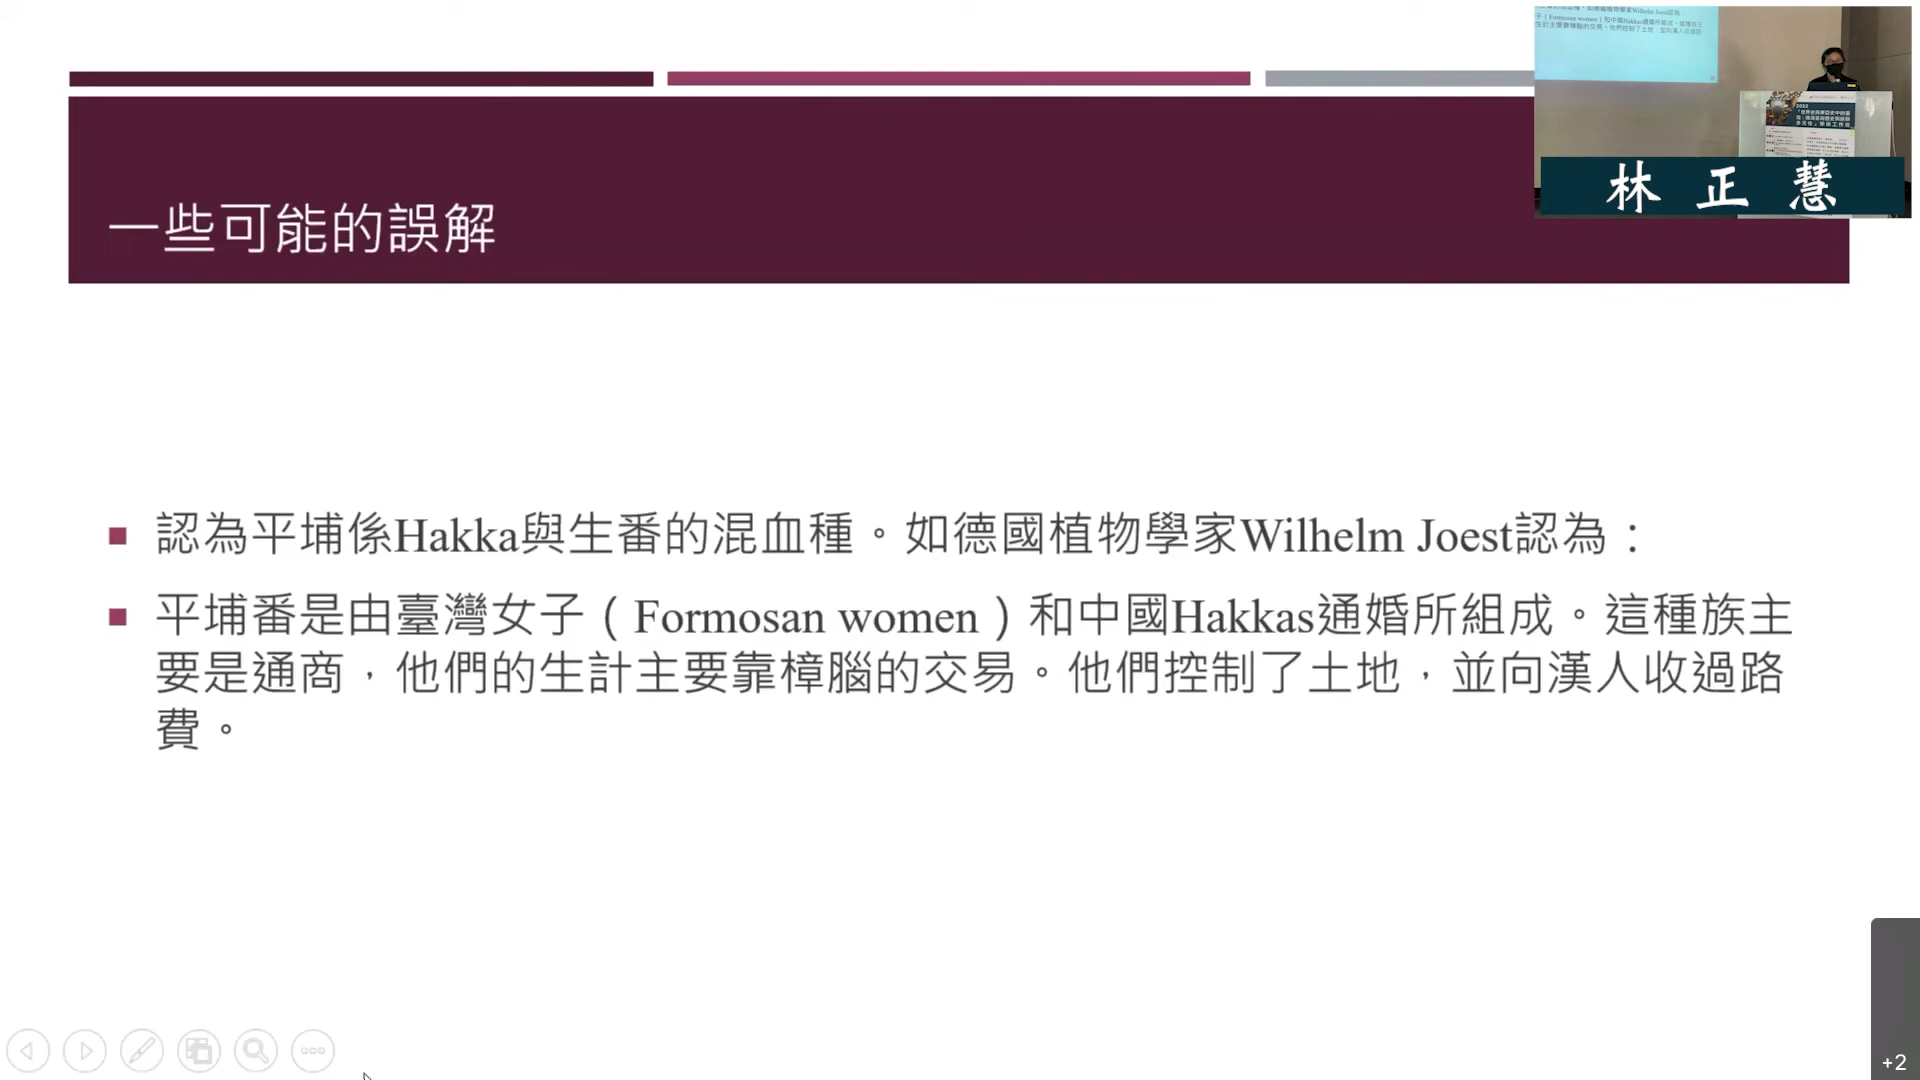 一些可能的誤解
認為平埔係Hakka與生番的混血種。如德國植物學家Wilhelm Joest認為：
平埔番是由臺灣女子（Formosan women）和中國Hakkas通婚所組成。這種族主
要是通商，他們的生計主要靠樟腦的交易。他們控制了土地，並向漢人收過路
費。
林正慧
+2